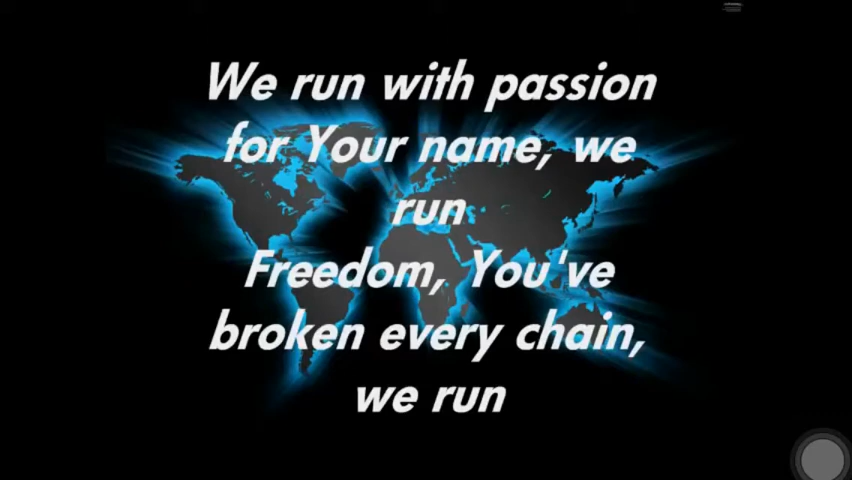 We run with passion
for Your name, we
run
Freedom, You've
broken every chain,
we run